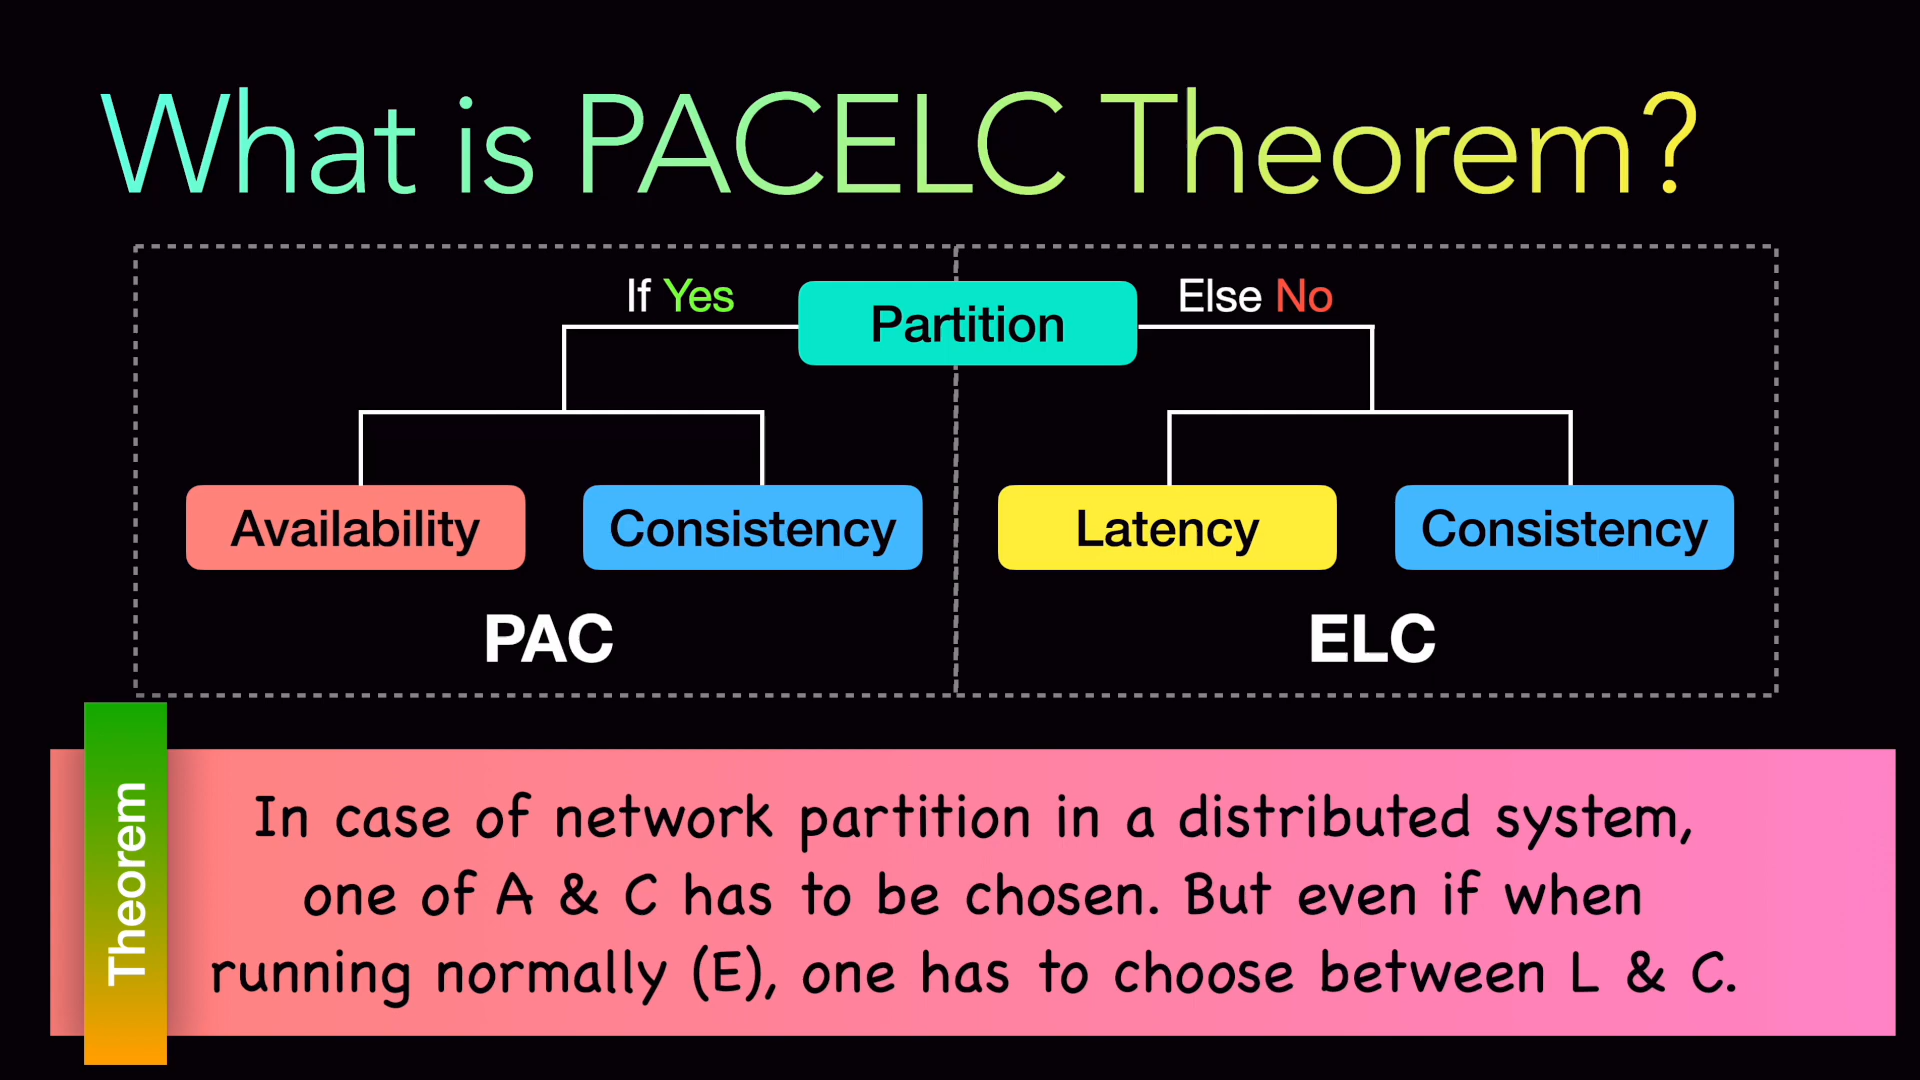 What is PACELC Theorem?
If Yes
Partition
Else No
Availability
Consistency
Latency
Consistency
PAC
ELC
Theorem
In case of network partition in a distributed system,
one of A & C has to be chosen. But even if when
running normally (E), one has to choose between L & C.